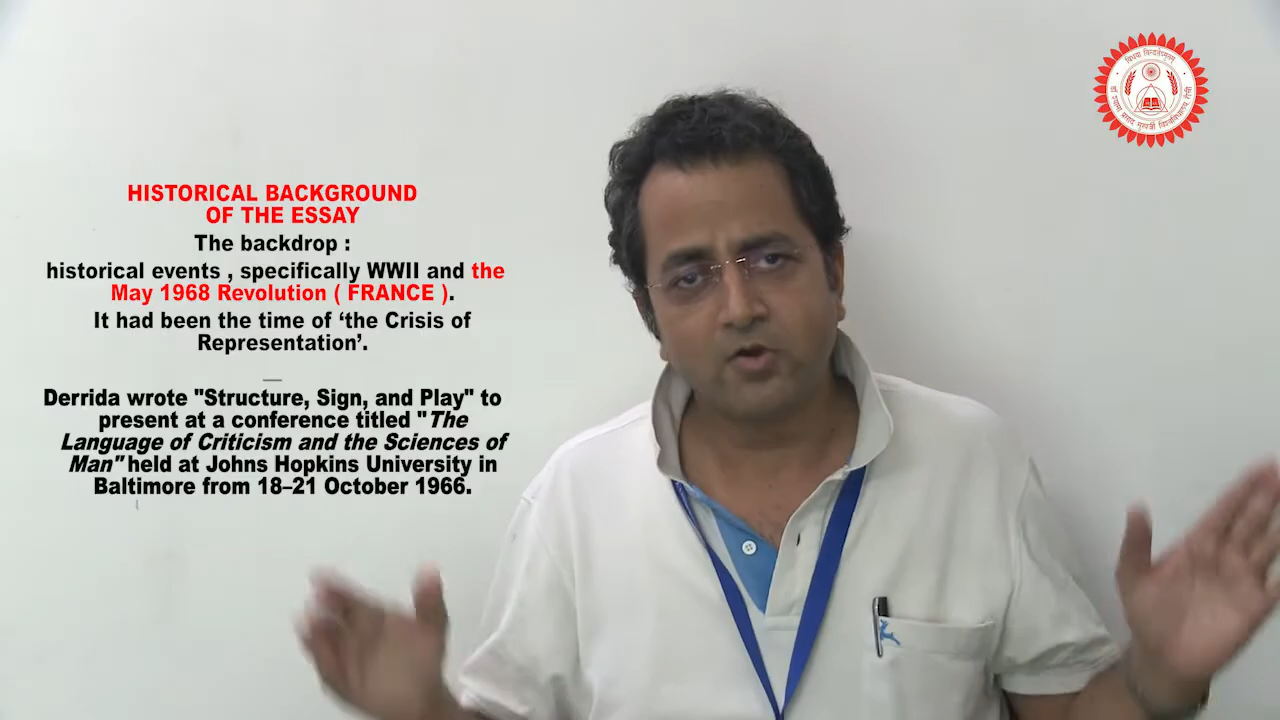 HISTORICAL BACKGROUND
OF THE ESSAY
The backdrop :
historical events , specifically WWII and the
May 1968 Revolution ( FRANCE ).
It had been the time of ‘the Crisis of
Representation’.
Derrida wrote "Structure, Sign, and Play" to
present at a conference titled "The
Language of Criticism and the Sciences of
Man" held at Johns Hopkins University in
Baltimore from 18–21 October 1966.